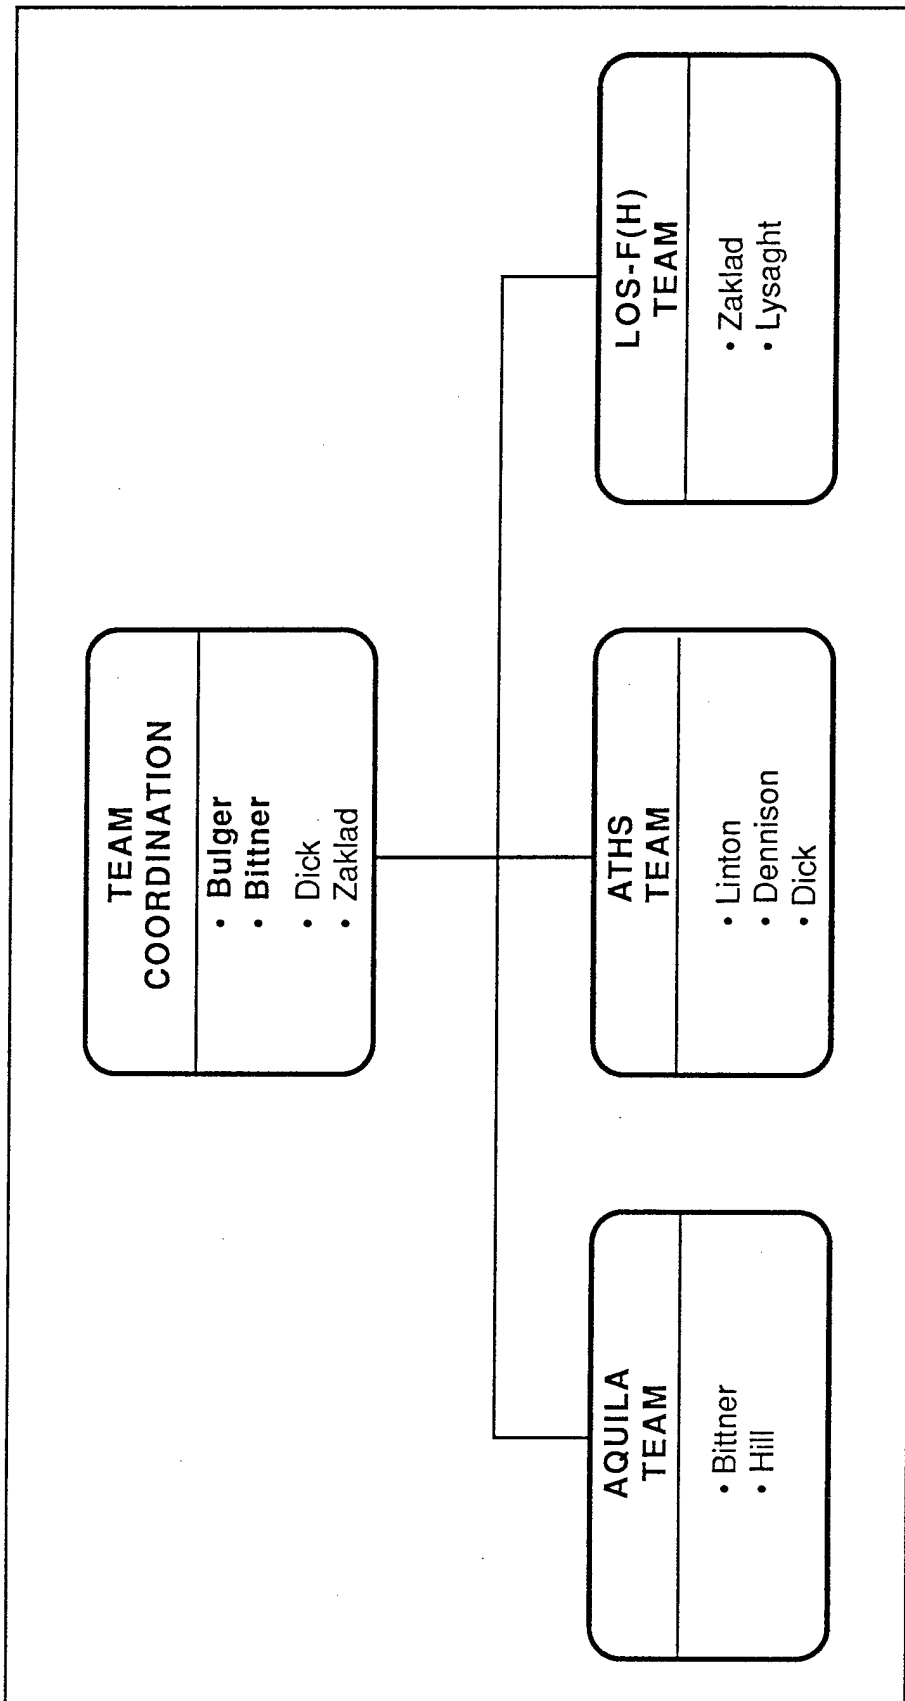 TEAM
COORDINATION
• Bulger
• Bittner
• Dick
• Zaklad
AQUILA
TEAM
• Bittner
• Hill
ATHS
TEAM
• Linton
• Dennison
• Dick
LOS-F(H)
TEAM
• Zaklad
• Lysaght